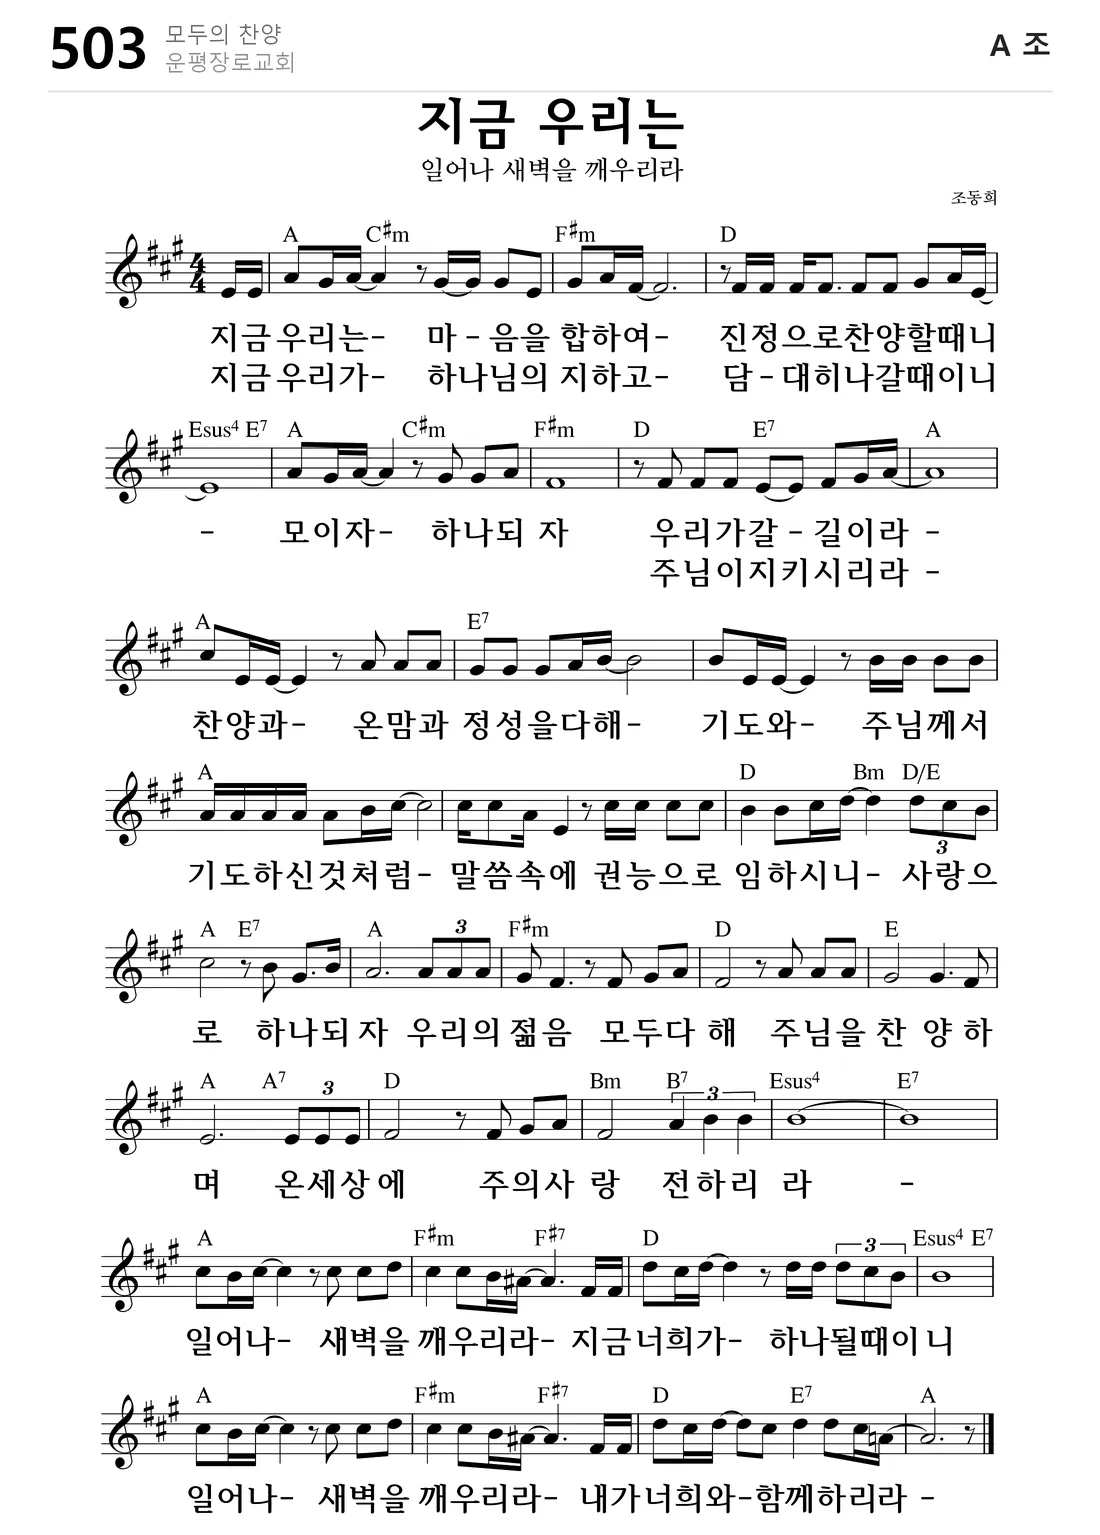 503 모두의 찬양
운평장로교회
A 조
지금 우리는
일어나 새벽을 깨우리라
조동희
A C#m F#m D
지금우리는- 마-음을 합하여- 진정으로찬양할때니
지금우리가- 하나님의 지하고- 담-대히나갈때이니
Esus4 E7 A C#m F#m D E7 A
- 모이자- 하나되 자 우리가갈-길이라 -
주님이지키시리라 -
A E7
찬양과- 온맘과 정성을다해- 기도와- 주님께서
A D Bm D/E
기도하신것처럼- 말씀속에 권능으로 임하시니- 사랑으
3
A E7 A 3 F#m D E
로 하나되 자 우리의 젊음 모두다 해 주님을 찬 양 하
A A7 3 D Bm B7 3 Esus4 E7
며 온세상에 주의사 랑 전하리 라 -
A F#m F#7 D 3 Esus4 E7
일어나- 새벽을 깨우리라- 지금너희가- 하나될때이니
A F#m F#7 D E7 A
일어나- 새벽을 깨우리라- 내가너희와-함께하리라 -